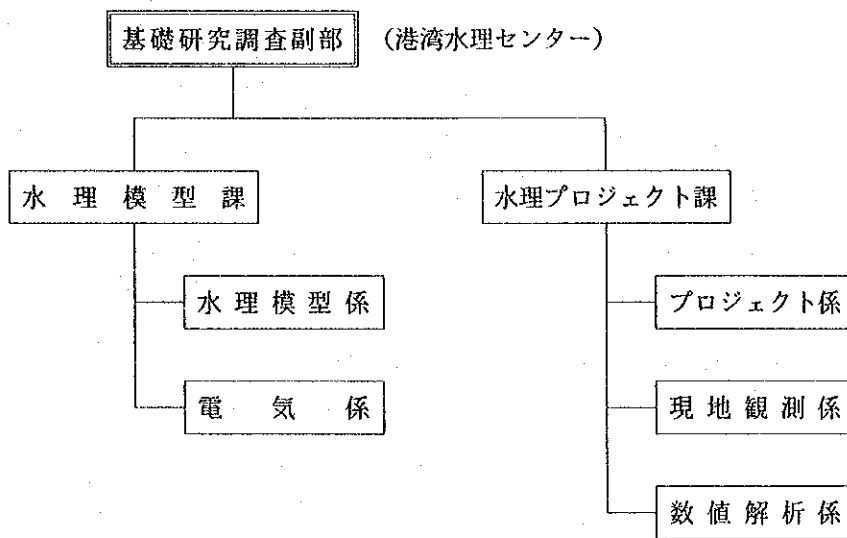 基礎研究調査副部 (港湾水理センター)
水理模型課 水理プロジェクト課
水理模型係 プロジェクト係
電気係 現地観測係
数値解析係